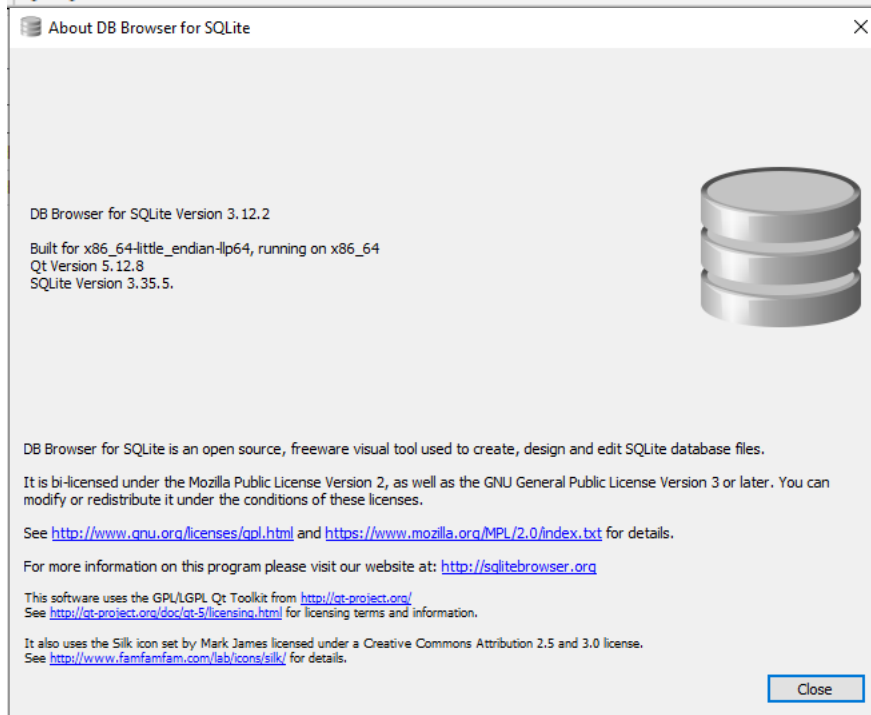 About DB Browser for SQLite
DB Browser for SQLite Version 3.12.2
Built for x86_64-little_endian-llp64, running on x86_64
Qt Version 5.12.8
SQLite Version 3.35.5.
DB Browser for SQLite is an open source, freeware visual tool used to create, design and edit SQLite database files.
It is bi-licensed under the Mozilla Public License Version 2, as well as the GNU General Public License Version 3 or later. You can
modify or redistribute it under the conditions of these licenses.
See http://www.gnu.org/licenses/gpl.html and https://www.mozilla.org/MPL/2.0/index.txt for details.
For more information on this program please visit our website at: http://sqlitebrowser.org
This software uses the GPL/LGPL Qt Toolkit from http://qt-project.org/
See http://qt-project.org/doc/qt-5/licensing.html for licensing terms and information.
It also uses the Silk icon set by Mark James licensed under a Creative Commons Attribution 2.5 and 3.0 license.
See http://www.famfamfam.com/lab/icons/silk/ for details.
Close